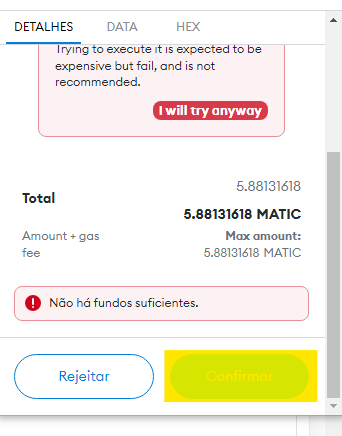 DETALHES DATA HEX
Trying to execute it is expected to be
expensive but fail, and is not
recommended.
I will try anyway
5.88131618
Total
5.88131618 MATIC
Amount + gas Max amount:
fee 5.88131618 MATIC
Não há fundos suficientes.
Rejeitar Confirmar